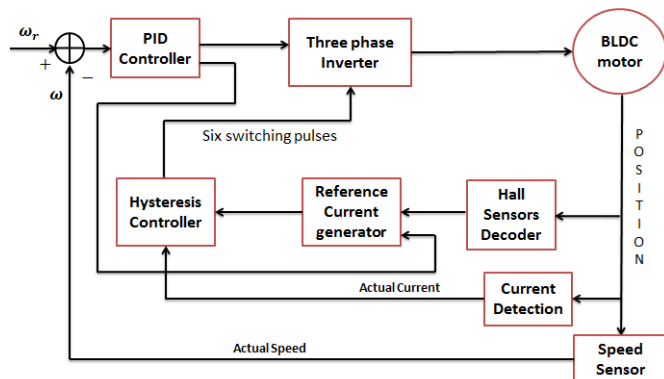 ωr
+
−
ω
PID
Controller
Three phase
Inverter
BLDC
motor
Six switching pulses
POSITION
Hysteresis
Controller
Reference
Current
generator
Hall
Sensors
Decoder
Actual Current
Current
Detection
Actual Speed
Speed
Sensor